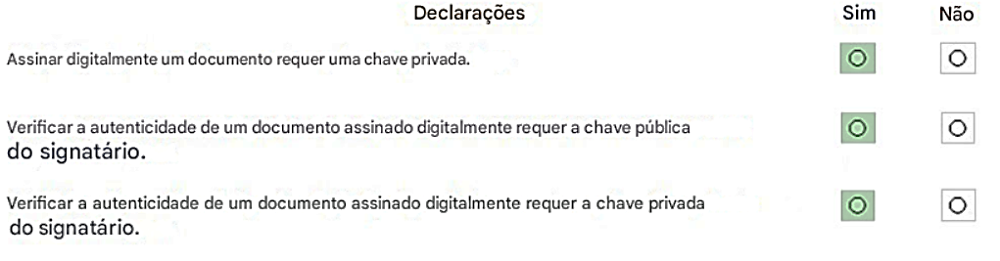 Declarações Sim Não
Assinar digitalmente um documento requer uma chave privada.
Verificar a autenticidade de um documento assinado digitalmente requer a chave pública
do signatário.
Verificar a autenticidade de um documento assinado digitalmente requer a chave privada
do signatário.